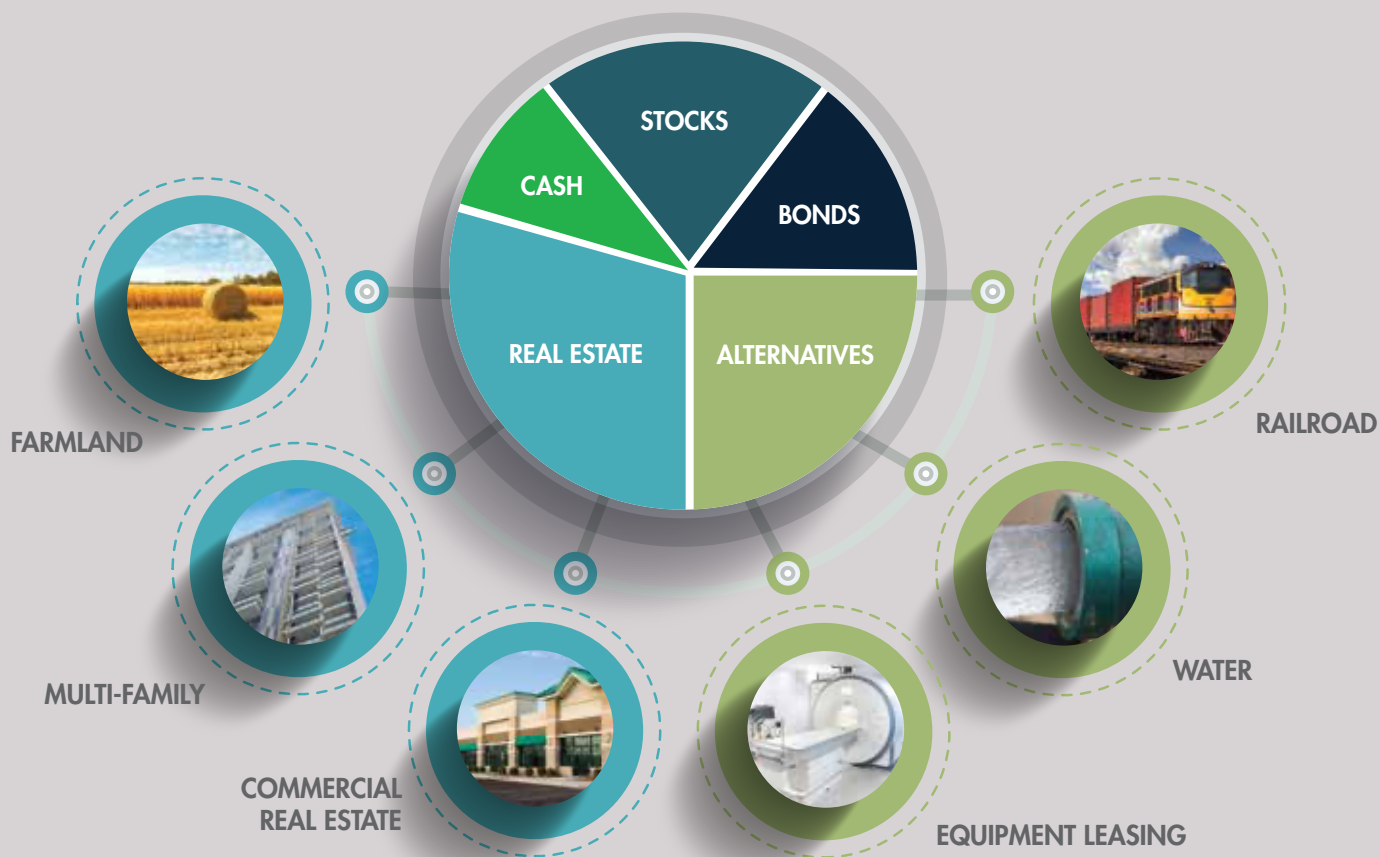 STOCKS
CASH
BONDS
REAL ESTATE
ALTERNATIVES
FARMLAND
RAILROAD
MULTI-FAMILY
WATER
COMMERCIAL
REAL ESTATE
EQUIPMENT LEASING